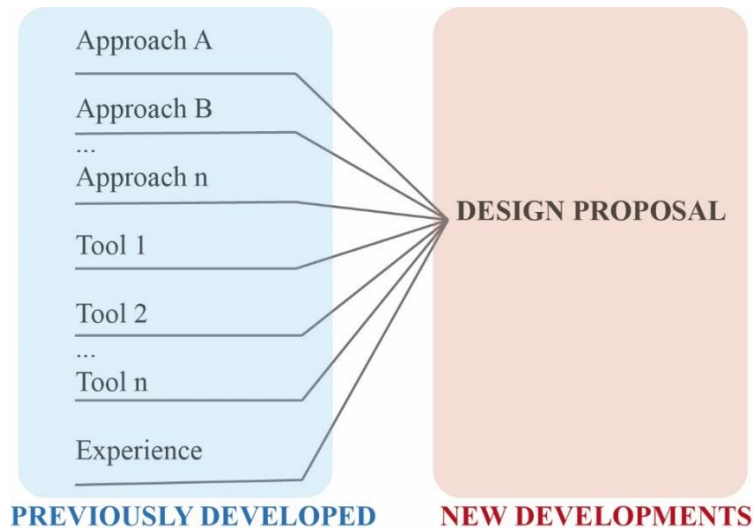 Approach A
Approach B
...
Approach n
DESIGN PROPOSAL
Tool 1
Tool 2
...
Tool n
Experience
PREVIOUSLY DEVELOPED
NEW DEVELOPMENTS